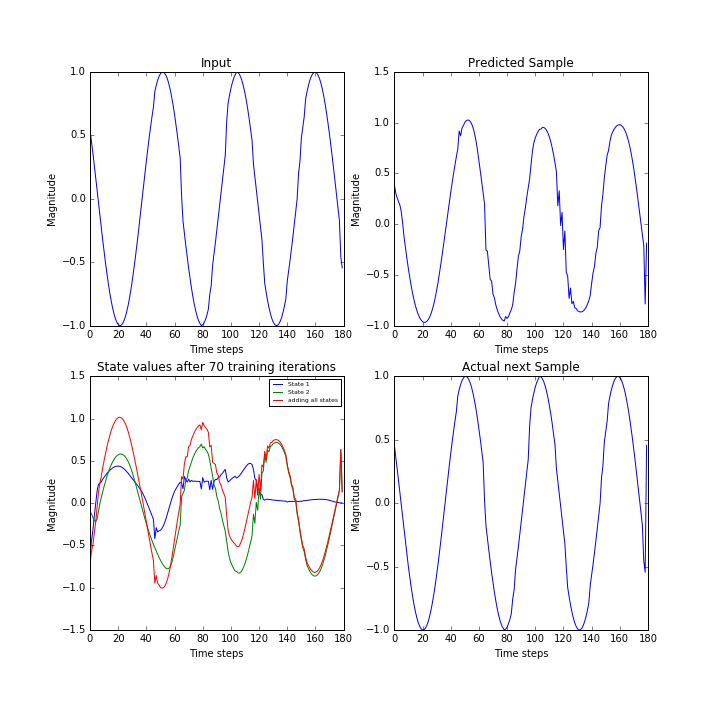 Input
Predicted Sample
1.0
0.5
0.0
−0.5
−1.0
Magnitude
0 20 40 60 80 100 120 140 160 180
Time steps
1.5
1.0
0.5
0.0
−0.5
−1.0
Magnitude
0 20 40 60 80 100 120 140 160 180
Time steps
State values after 70 training iterations
Actual next Sample
1.5
1.0
0.5
0.0
−0.5
−1.0
−1.5
Magnitude
State 1
State 2
adding all states
0 20 40 60 80 100 120 140 160 180
Time steps
1.0
0.5
0.0
−0.5
−1.0
Magnitude
0 20 40 60 80 100 120 140 160 180
Time steps